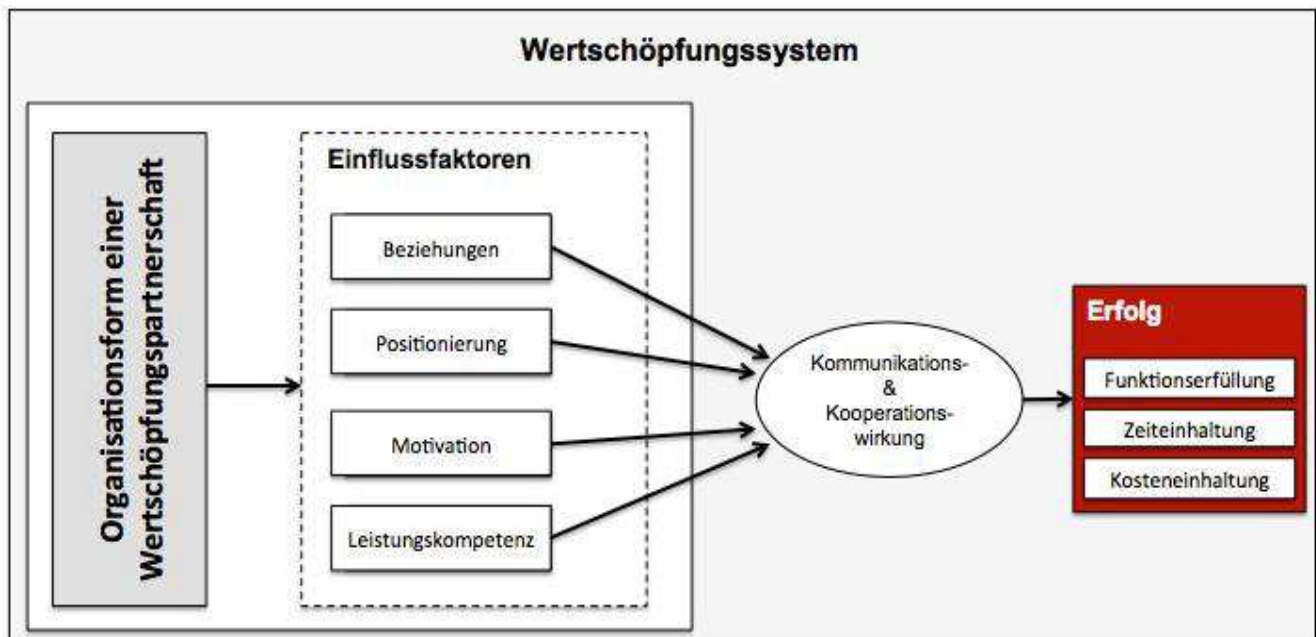 Wertschöpfungssystem
Organisationsform einer
Wertschöpfungspartnerschaft
Einflussfaktoren
Beziehungen
Positionierung
Motivation
Leistungskompetenz
Kommunikations-
&
Kooperations-
wirkung
Erfolg
Funktionserfüllung
Zeiteinhaltung
Kosteneinhaltung